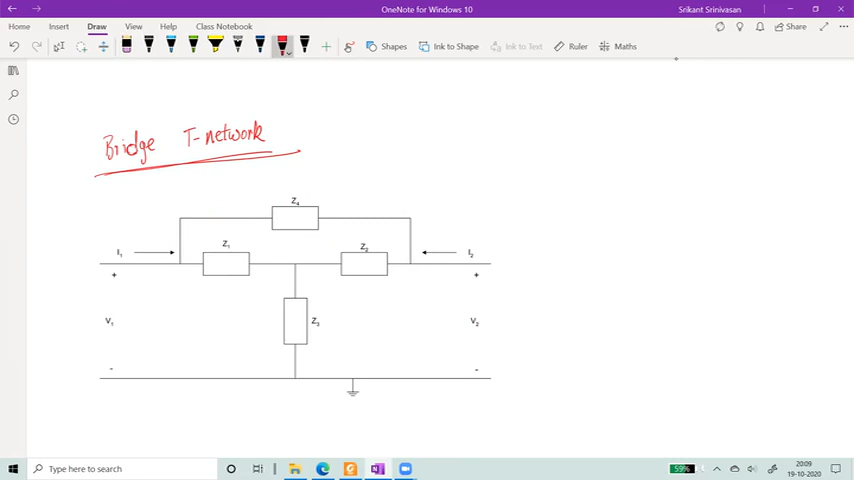 OneNote for Windows 10
Srikant Srinivasan
Home Insert Draw View Help Class Notebook
Share
Shapes Ink to Shape Ink to Text Ruler Maths
Bridge T-network
Z4
I1 Z1 Z2 I2
+ +
V1 Z3 V2
- -
59%
Type here to search
20:09
19-10-2020